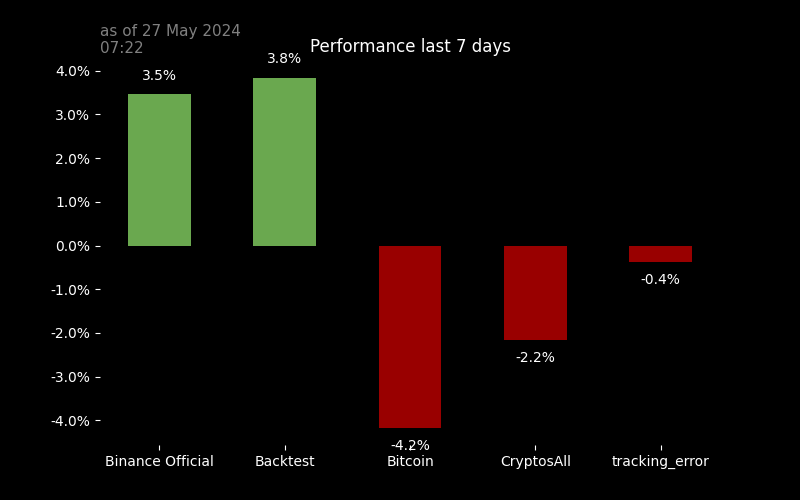 as of 27 May 2024
07:22
Performance last 7 days
4.0%
3.0%
2.0%
1.0%
0.0%
-1.0%
-2.0%
-3.0%
-4.0%
3.5%
3.8%
-4.2%
-2.2%
-0.4%
Binance Official
Backtest
Bitcoin
CryptosAll
tracking_error